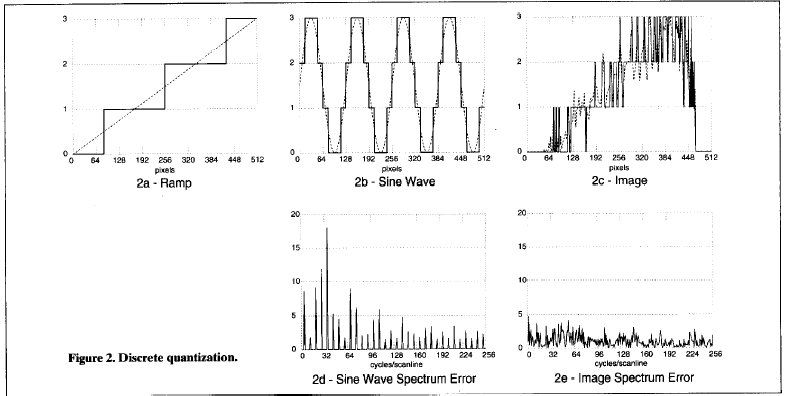 3
2
1
0
0 64 128 192 256 320 384 448 512
pixels
2a - Ramp
3
2
1
0
0 64 128 192 256 320 384 448 512
pixels
2b - Sine Wave
3
2
1
0
0 64 128 192 256 320 384 448 512
pixels
2c - Image
20
15
10
5
0
0 32 64 96 128 160 192 224 256
cycles/scanline
2d - Sine Wave Spectrum Error
20
15
10
5
0
0 32 64 96 128 160 192 224 256
cycles/scanline
2e - Image Spectrum Error
Figure 2. Discrete quantization.